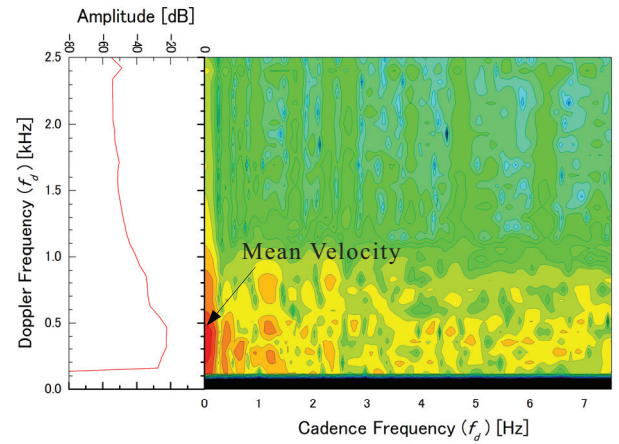 Amplitude [dB]
-80 -60 -40 -20 0
2.5
2.0
1.5
1.0
0.5
0.0
Doppler Frequency (f_d) [kHz]
Mean Velocity
0 1 2 3 4 5 6 7
Cadence Frequency (f_d) [Hz]